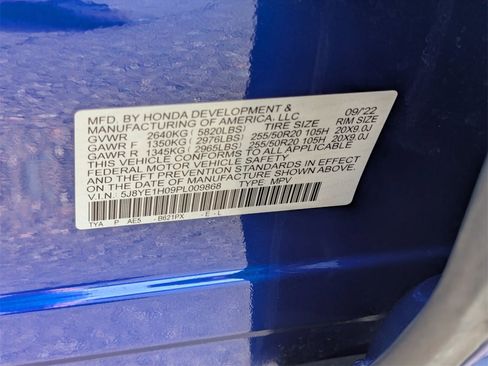 MFD. BY HONDA DEVELOPMENT & 09/22
MANUFACTURING OF AMERICA, LLC
GVWR 2640KG ( 5820LBS) TIRE SIZE RIM SIZE
GAWR F 1350KG ( 2976LBS) 255/50R20 105H 20X9.0J
GAWR R 1345KG ( 2965LBS) 255/50R20 105H 20X9.0J
THIS VEHICLE CONFORMS TO ALL APPLICABLE
FEDERAL MOTOR VEHICLE SAFETY
AND THEFT PREVENTION STANDARDS IN EFFECT
ON THE DATE OF MANUFACTURE SHOWN ABOVE.
V.I.N. 5J8YE1H09PL009868 TYPE MPV
TYA P AE5 - B621PX - E - L